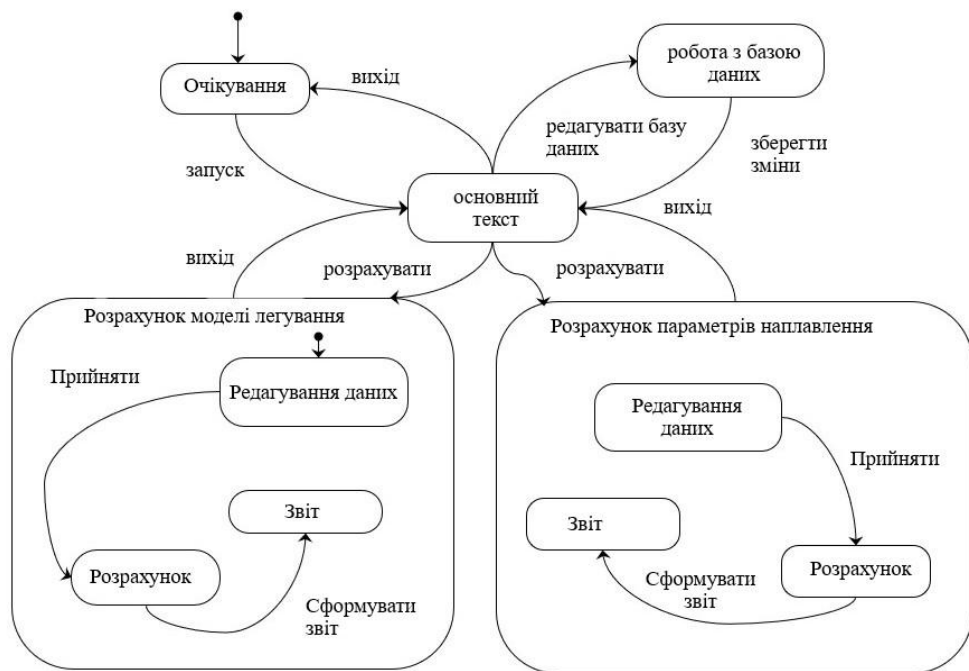 Очікування
вихід
робота з базою
даних
редагувати базу
даних
зберегти
зміни
запуск
основний
текст
вихід
вихід
розрахувати
розрахувати
Розрахунок моделі легування
Прийняти
Редагування даних
Звіт
Розрахунок
Сформувати
звіт
Розрахунок параметрів наплавлення
Редагування
даних
Прийняти
Звіт
Розрахунок
Сформувати
звіт